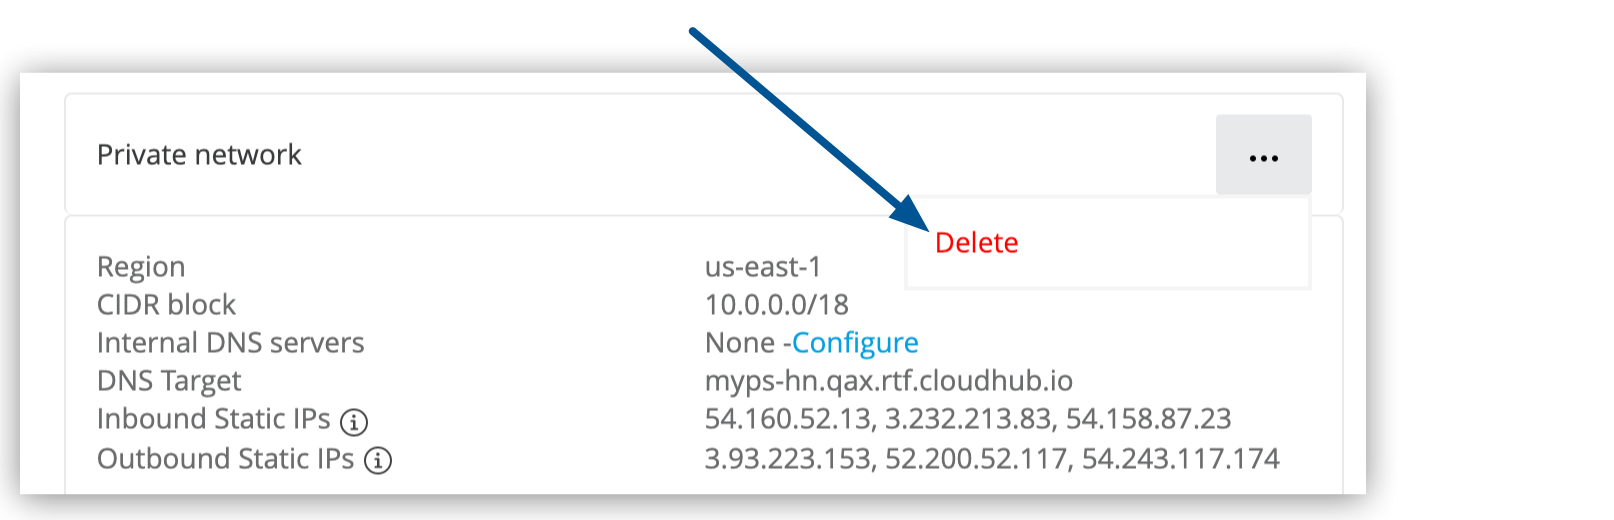 Private network
...
Delete
Region us-east-1
CIDR block 10.0.0.0/18
Internal DNS servers None -Configure
DNS Target myps-hn.qax.rtf.cloudhub.io
Inbound Static IPs i 54.160.52.13, 3.232.213.83, 54.158.87.23
Outbound Static IPs i 3.93.223.153, 52.200.52.117, 54.243.117.174